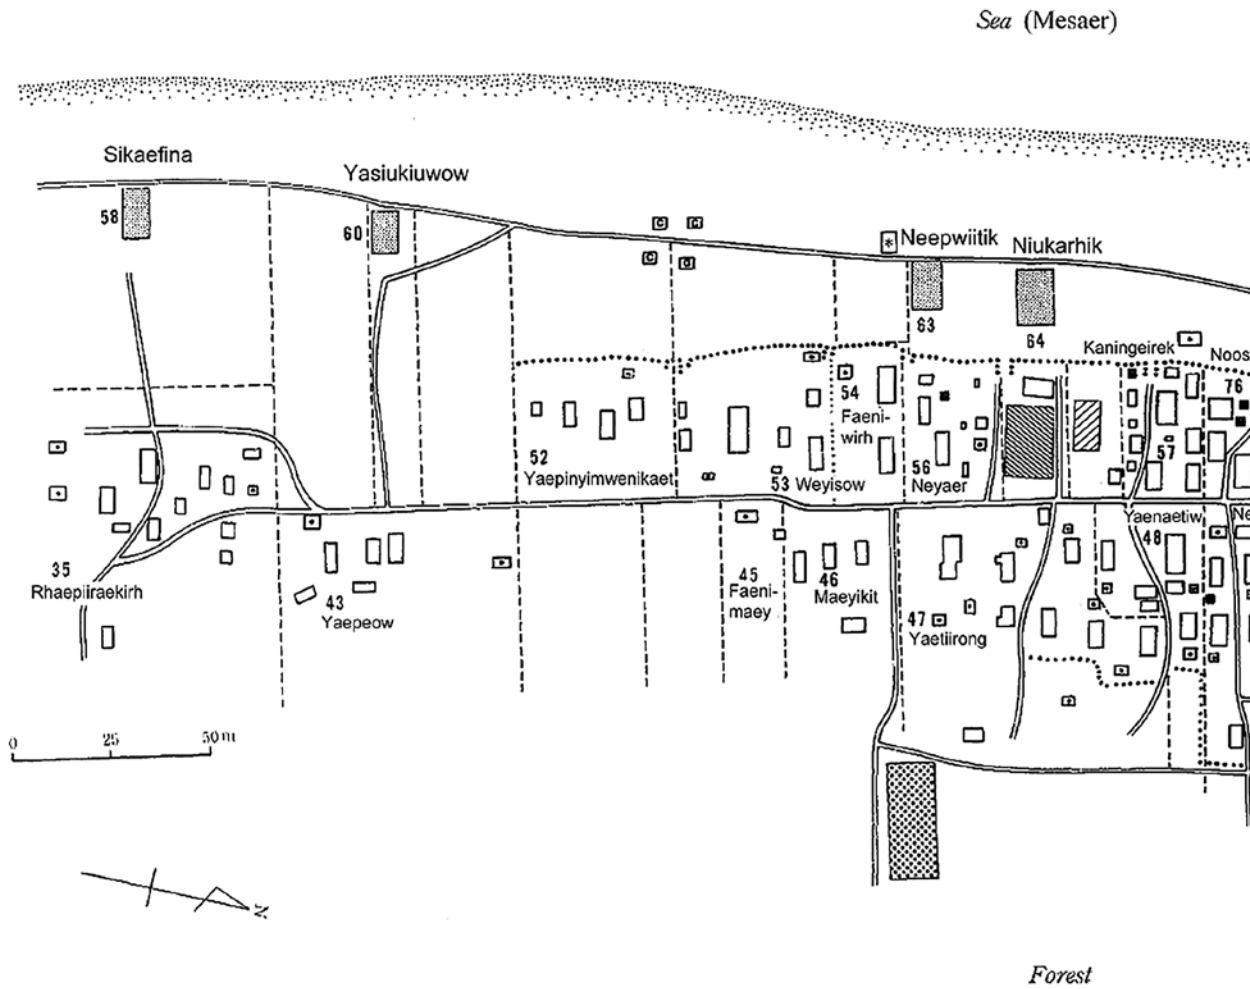 Sea (Mesaer)
Sikaefina
Yasiukiuwow
58
60
Neepwiitik
Niukarhik
C C
C C
*
63
64
Kaningeirek
Noos
76
54
Faeni-
wirh
52
Yaepinyimwenikaet
53 Weyisow
56
Neyaer
57
35
Rhaepiiraekirh
43
Yaepeow
45
Faeni-
maey
46
Maeyikit
47
Yaetiirong
Yaenaetiw
48
Ne
0 25 50 m
N
Forest